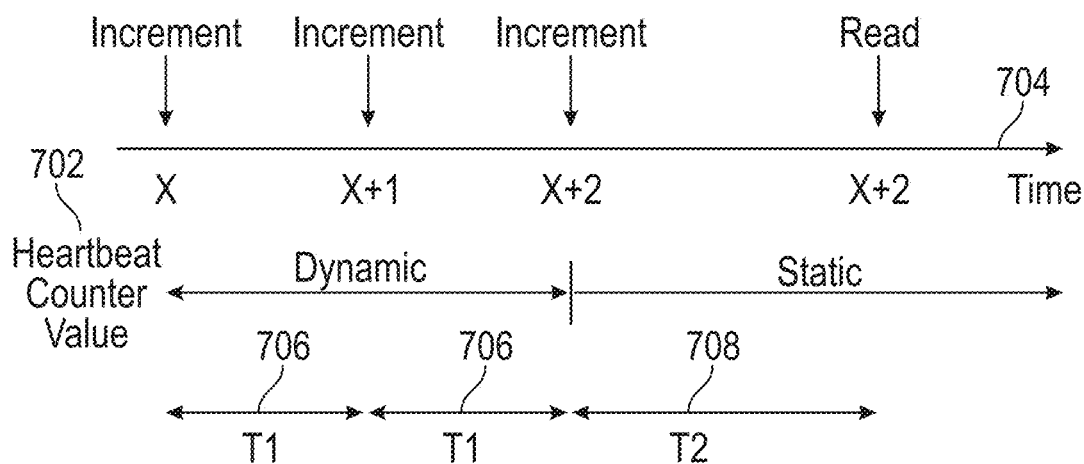 Increment Increment Increment Read
704
702
X X+1 X+2 X+2 Time
Heartbeat
Counter
Value
Dynamic Static
706 706 708
T1 T1 T2